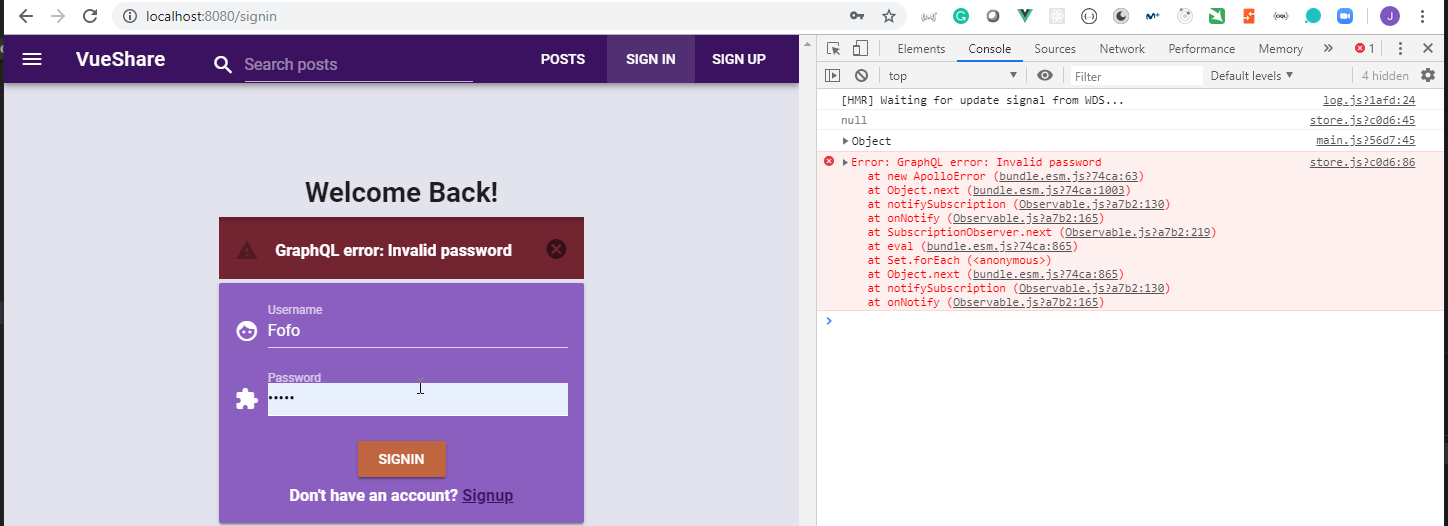 localhost:8080/signin
J
VueShare
Search posts
POSTS
SIGN IN
SIGN UP
Welcome Back!
GraphQL error: Invalid password
Username
Fofo
Password
•••••
SIGNIN
Don't have an account? Signup
Elements Console Sources Network Performance Memory » 1
top Filter Default levels 4 hidden
[HMR] Waiting for update signal from WDS... log.js?1afd:24
null store.js?c0d6:45
Object main.js?56d7:45
Error: GraphQL error: Invalid password store.js?c0d6:86
at new ApolloError (bundle.esm.js?74ca:63)
at Object.next (bundle.esm.js?74ca:1003)
at notifySubscription (Observable.js?a7b2:130)
at onNotify (Observable.js?a7b2:165)
at SubscriptionObserver.next (Observable.js?a7b2:219)
at eval (bundle.esm.js?74ca:865)
at Set.forEach (<anonymous>)
at Object.next (bundle.esm.js?74ca:865)
at notifySubscription (Observable.js?a7b2:130)
at onNotify (Observable.js?a7b2:165)